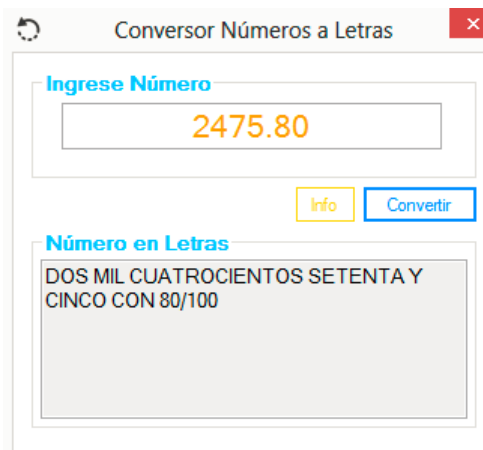 Conversor Números a Letras
Ingrese Número
2475.80
Info Convertir
Número en Letras
DOS MIL CUATROCIENTOS SETENTA Y
CINCO CON 80/100